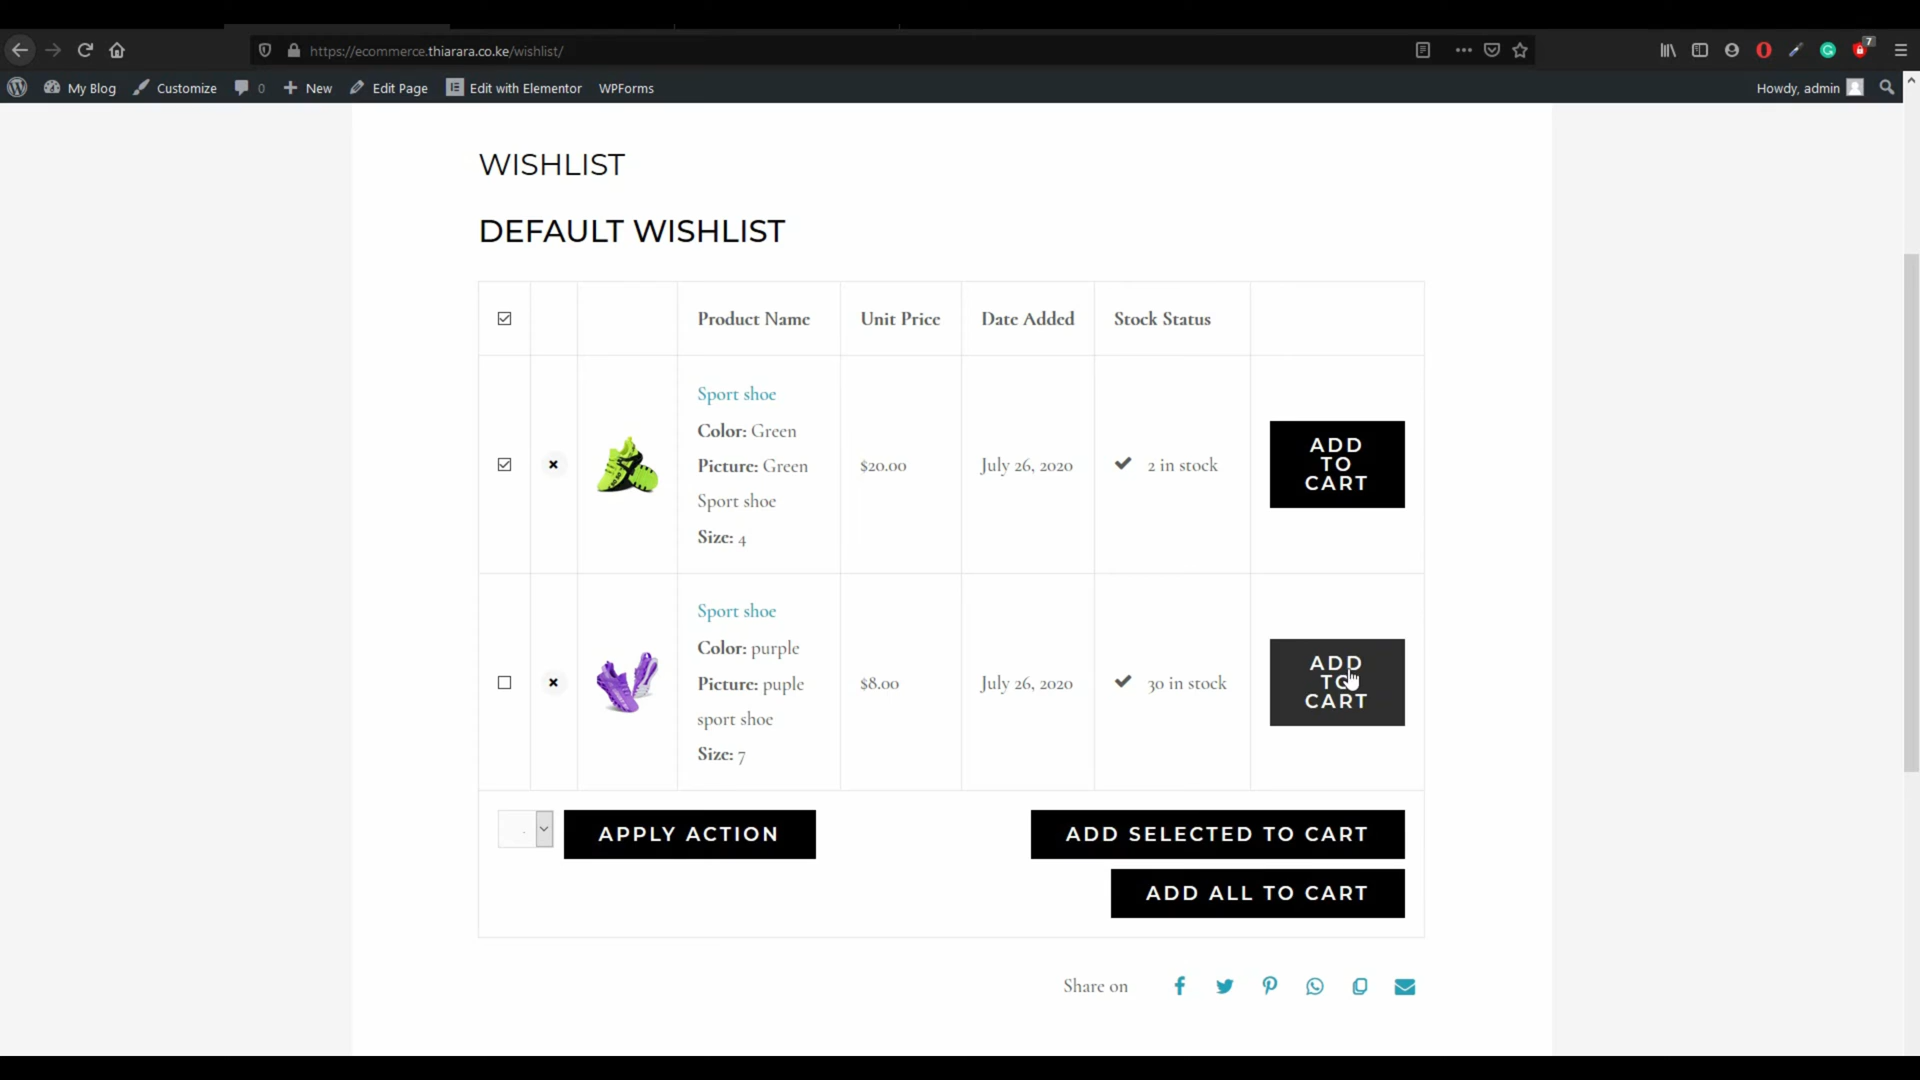 7
https://ecommerce.thiarara.co.ke/wishlist/
My Blog Customize 0 New Edit Page Edit with Elementor WPForms Howdy, admin
WISHLIST
DEFAULT WISHLIST
Product Name Unit Price Date Added Stock Status
Sport shoe
Color: Green
Picture: Green
Sport shoe
Size: 4
$20.00
July 26, 2020
2 in stock
ADD
TO
CART
Sport shoe
Color: purple
Picture: puple
sport shoe
Size: 7
$8.00
July 26, 2020
30 in stock
ADD
TO
CART
APPLY ACTION
ADD SELECTED TO CART
ADD ALL TO CART
Share on